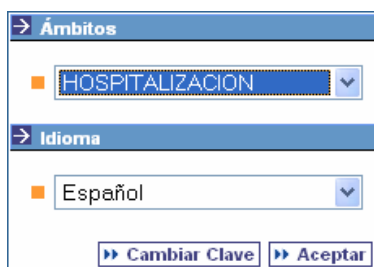 Ámbitos
HOSPITALIZACION
Idioma
Español
Cambiar Clave Aceptar